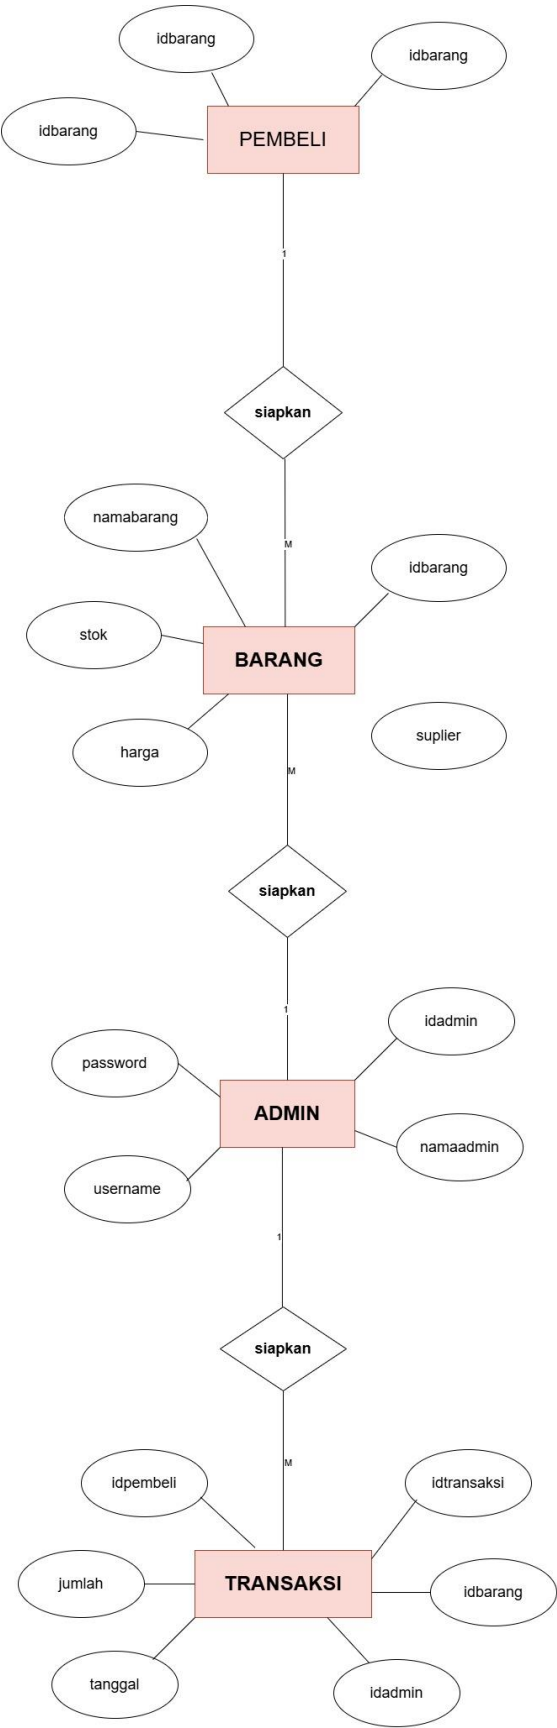 idbarang
idbarang
idbarang
PEMBELI
1
siapkan
M
namabarang
idbarang
stok
BARANG
suplier
harga
M
siapkan
1
idadmin
password
ADMIN
namaadmin
username
1
siapkan
M
idpembeli
idtransaksi
jumlah
TRANSAKSI
idbarang
tanggal
idadmin